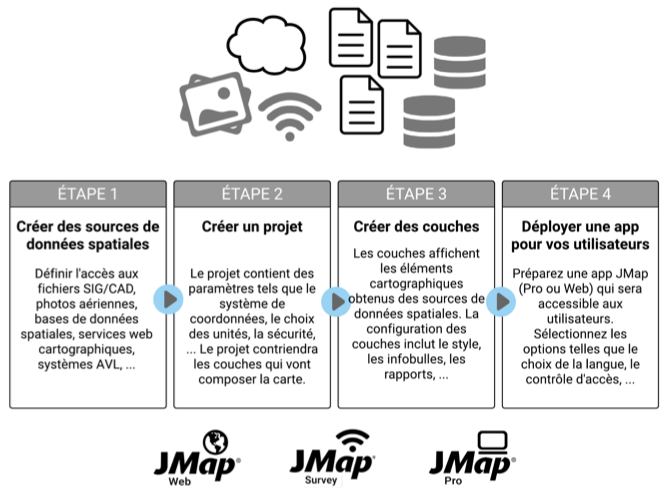 ÉTAPE 1
Créer des sources de
données spatiales
Définir l'accès aux
fichiers SIG/CAD,
photos aériennes,
bases de données
spatiales, services web
cartographiques,
systèmes AVL, ...
ÉTAPE 2
Créer un projet
Le projet contient des
paramètres tels que le
système de
coordonnées, le choix
des unités, la sécurité,
... Le projet contriendra
les couches qui vont
composer la carte.
ÉTAPE 3
Créer des couches
Les couches affichent
les éléments
cartographiques
obtenus des sources de
données spatiales. La
configuration des
couches inclut le style,
les infobulles, les
rapports, ...
ÉTAPE 4
Déployer une app
pour vos utilisateurs
Préparez une app JMap
(Pro ou Web) qui sera
accessible aux
utilisateurs.
Sélectionnez les
options telles que le
choix de la langue, le
contrôle d'accès, ...
JMap®
Web
JMap
Survey
JMap®
Pro